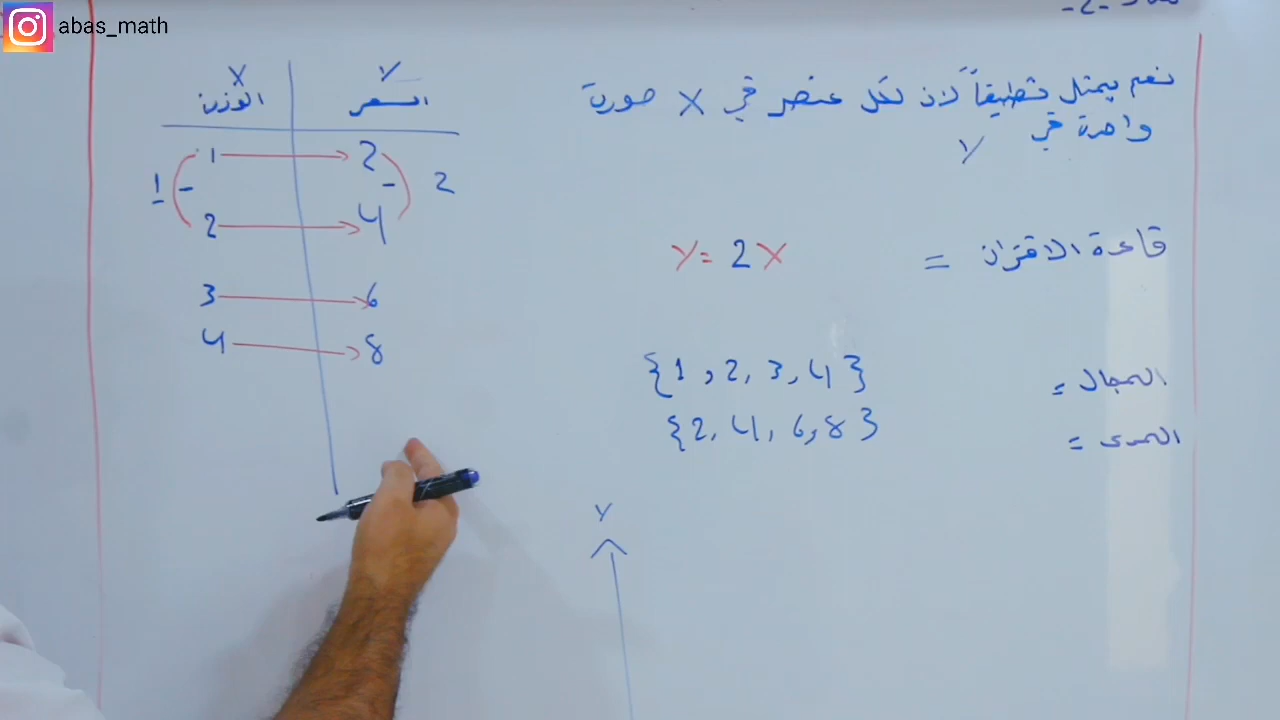 abas_math
نعم يمثل تطبيقاً لان لكل عنصر في X صورة
واحدة في Y
قاعدة الاقتران = Y = 2X
المجال = {1, 2, 3, 4}
المدى = {2, 4, 6, 8}
Y
X Y
الوزن السعر
1 2
1 - - 2
2 4
3 6
4 8